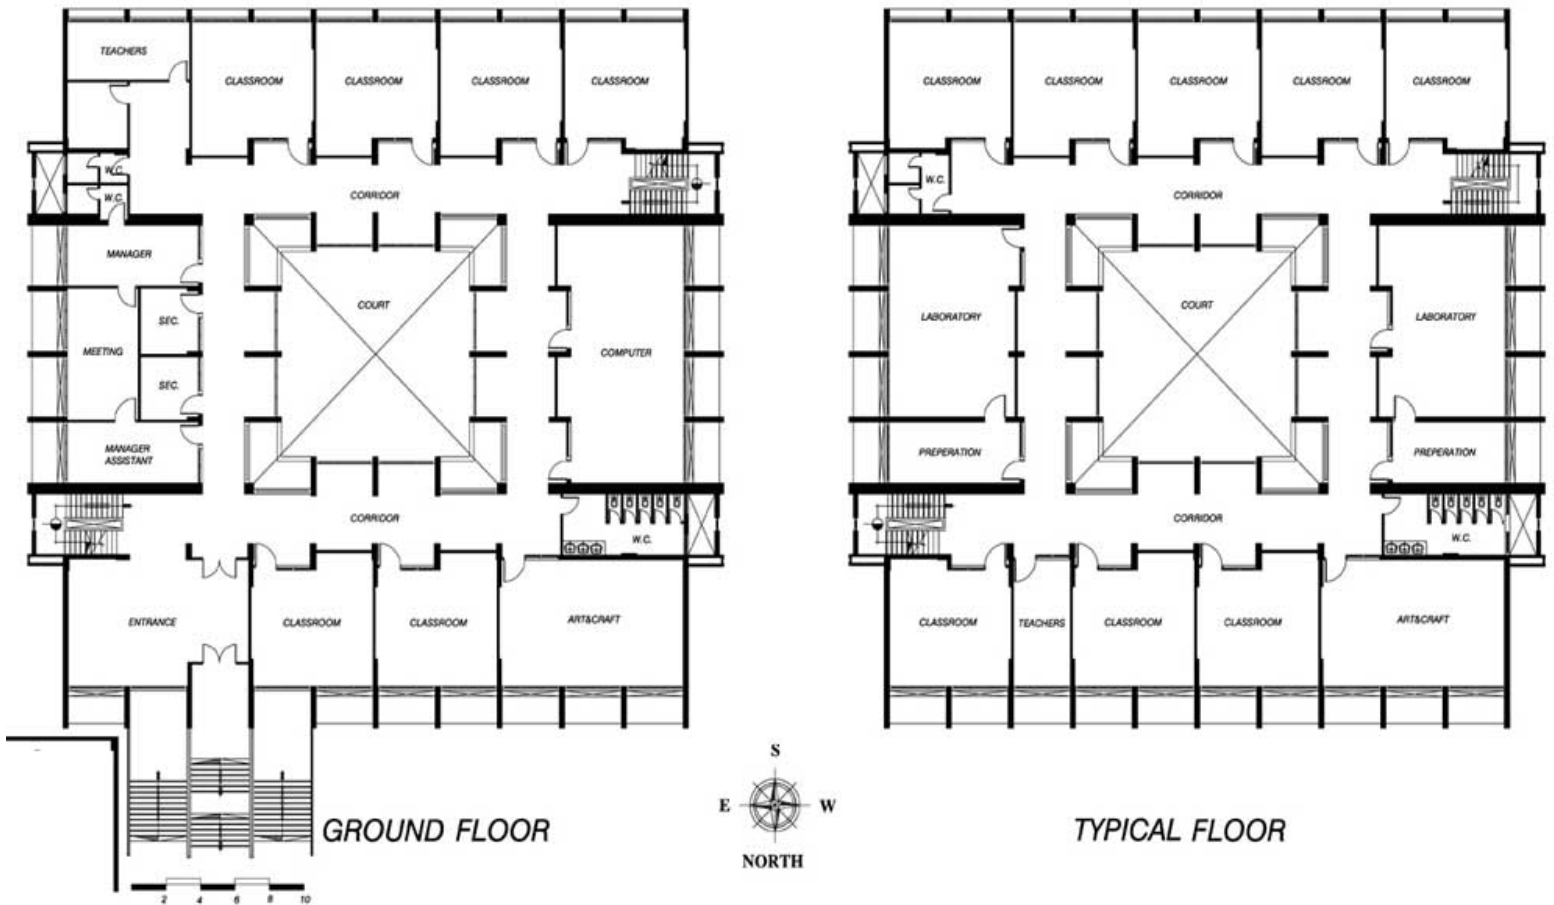 TEACHERS
CLASSROOM
CLASSROOM
CLASSROOM
CLASSROOM
W.C.
W.C.
CORRIDOR
MANAGER
COURT
SEC.
MEETING
COMPUTER
SEC.
MANAGER
ASSISTANT
CORRIDOR
W.C.
ENTRANCE
CLASSROOM
CLASSROOM
ART&CRAFT
GROUND FLOOR
2 4 6 8 10
S
E W
NORTH
CLASSROOM
CLASSROOM
CLASSROOM
CLASSROOM
CLASSROOM
W.C.
CORRIDOR
COURT
LABORATORY
LABORATORY
PREPERATION
PREPERATION
CORRIDOR
W.C.
CLASSROOM
TEACHERS
CLASSROOM
CLASSROOM
ART&CRAFT
TYPICAL FLOOR